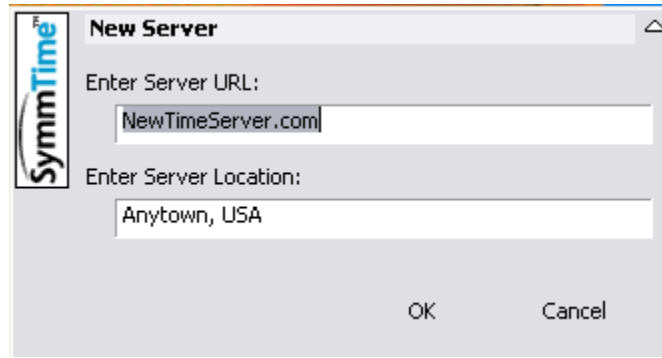 SymmTime™
New Server
Enter Server URL:
NewTimeServer.com
Enter Server Location:
Anytown, USA
OK
Cancel